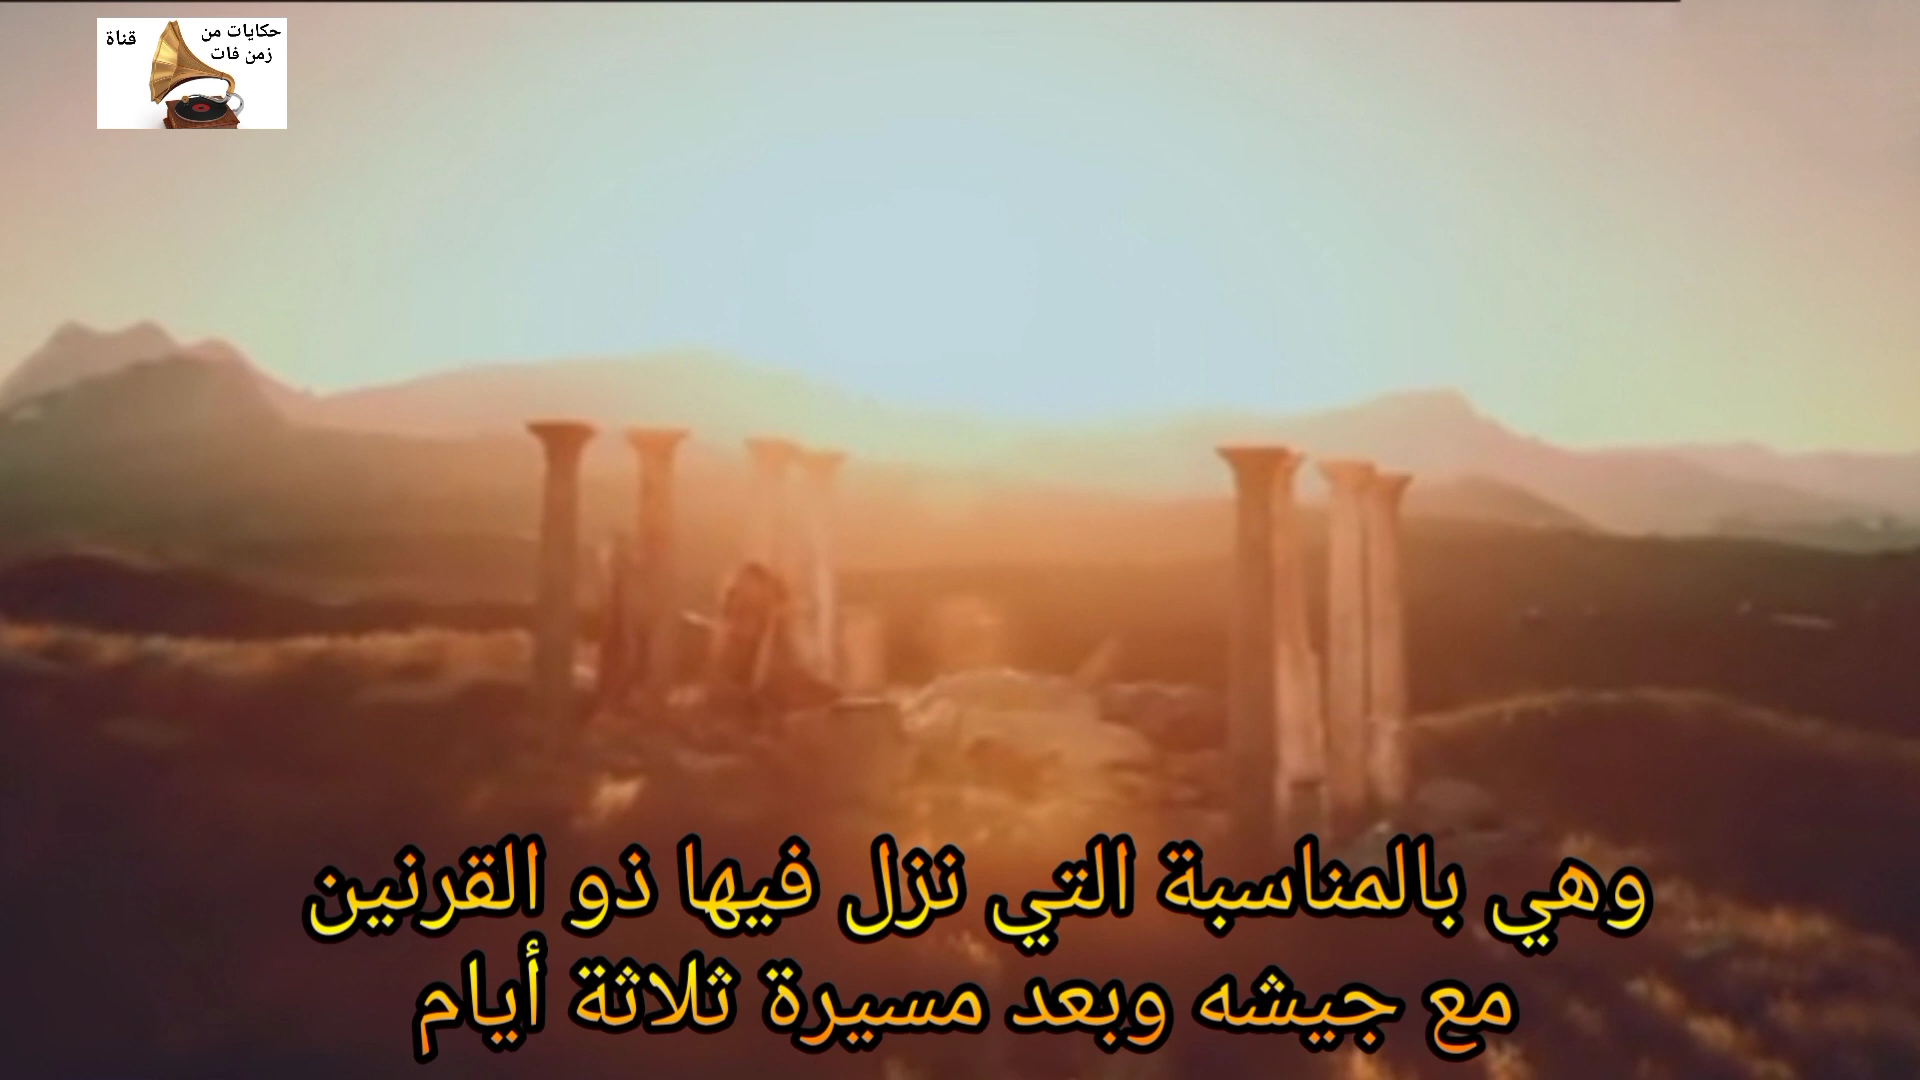 قناة
حكايات من
زمن فات
وهي بالمناسبة التي نزل فيها ذو القرنين
مع جيشه وبعد مسيرة ثلاثة أيام